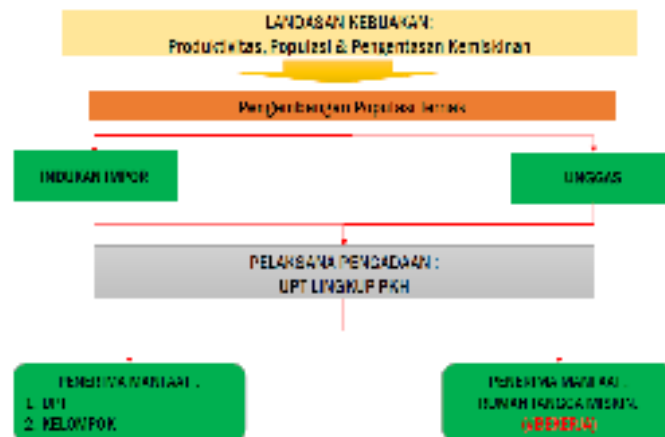 LANDASAN KEBIJAKAN :
Produktivitas, Populasi & Pengentasan Kemiskinan
Pengembangan Populasi Ternak
INDUKAN IMPOR
UNGGAS
PELAKSANA PENGADAAN :
UPT LINGKUP PKH
PENERIMA MANFAAT :
1. UPT
2. KELOMPOK
PENERIMA MANFAAT :
RUMAH TANGGA MISKIN.
(#BEKERJA)